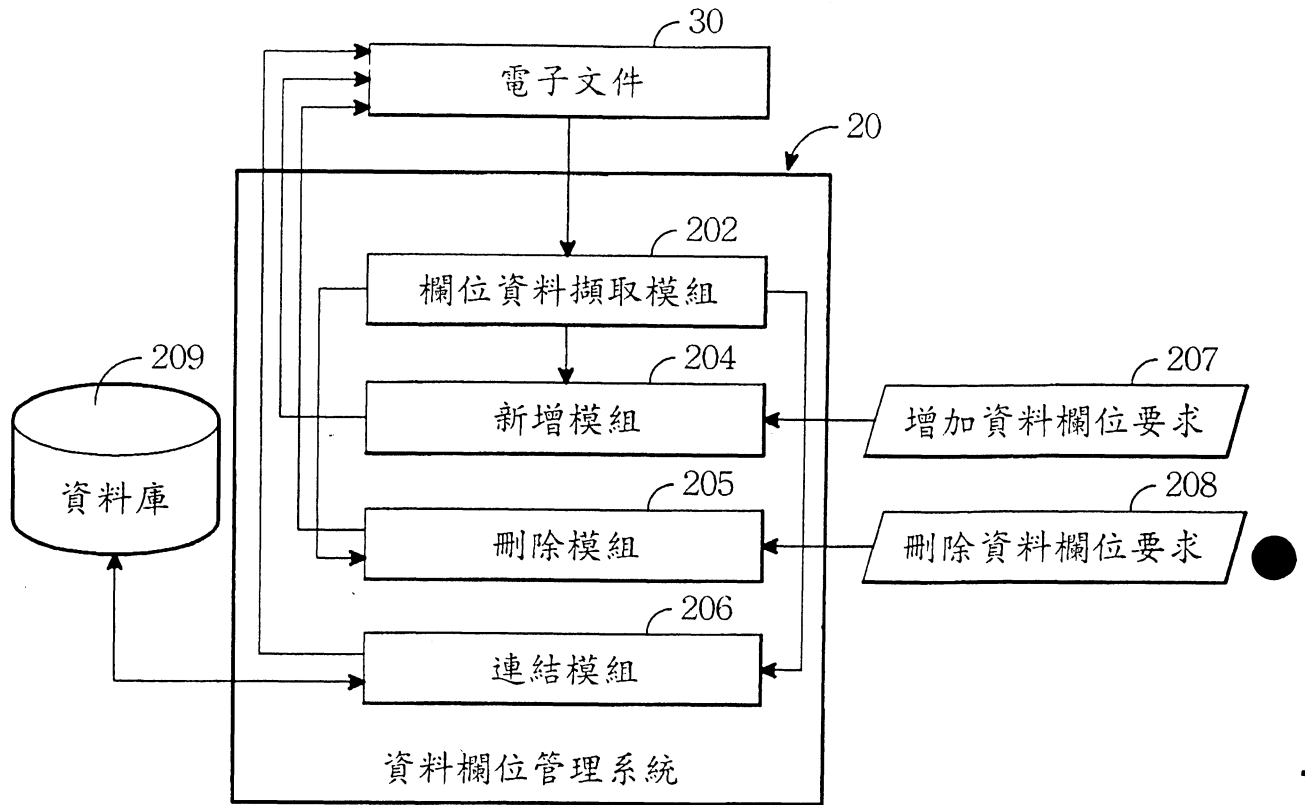 30
電子文件
20
202
欄位資料擷取模組
209
204
207
新增模組
增加資料欄位要求
資料庫
205
208
刪除模組
刪除資料欄位要求
206
連結模組
資料欄位管理系統